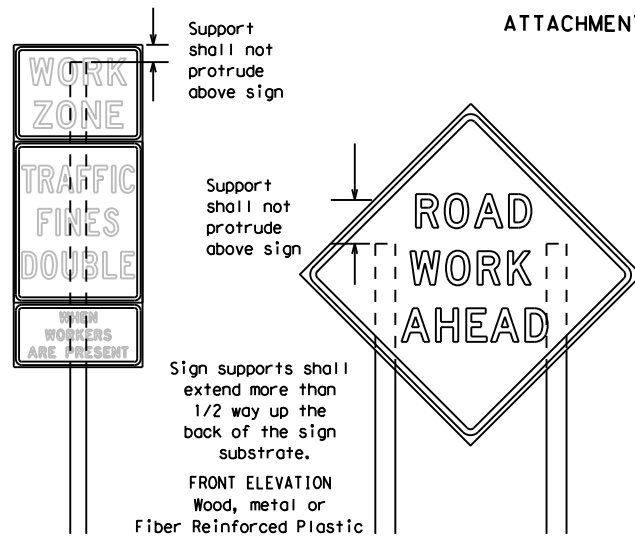 ATTACHMENT
Support
shall not
protrude
above sign
WORK
ZONE
TRAFFIC
FINES
DOUBLE
WHEN
WORKERS
ARE PRESENT
Support
shall not
protrude
above sign
ROAD
WORK
AHEAD
Sign supports shall
extend more than
1/2 way up the
back of the sign
substrate.
FRONT ELEVATION
Wood, metal or
Fiber Reinforced Plastic